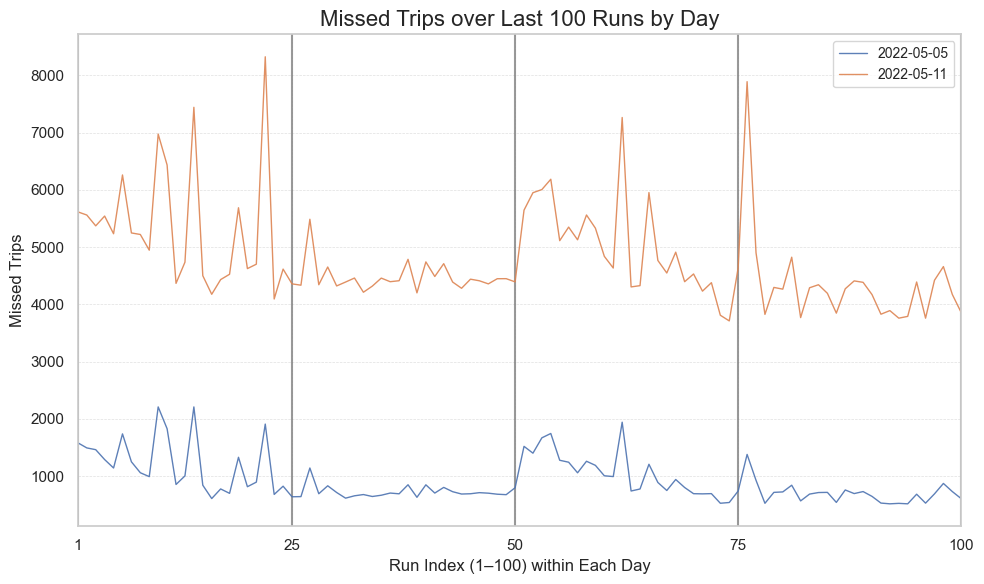 Missed Trips over Last 100 Runs by Day
2022-05-05
2022-05-11
8000
7000
6000
5000
4000
3000
2000
1000
Missed Trips
1 25 50 75 100
Run Index (1–100) within Each Day